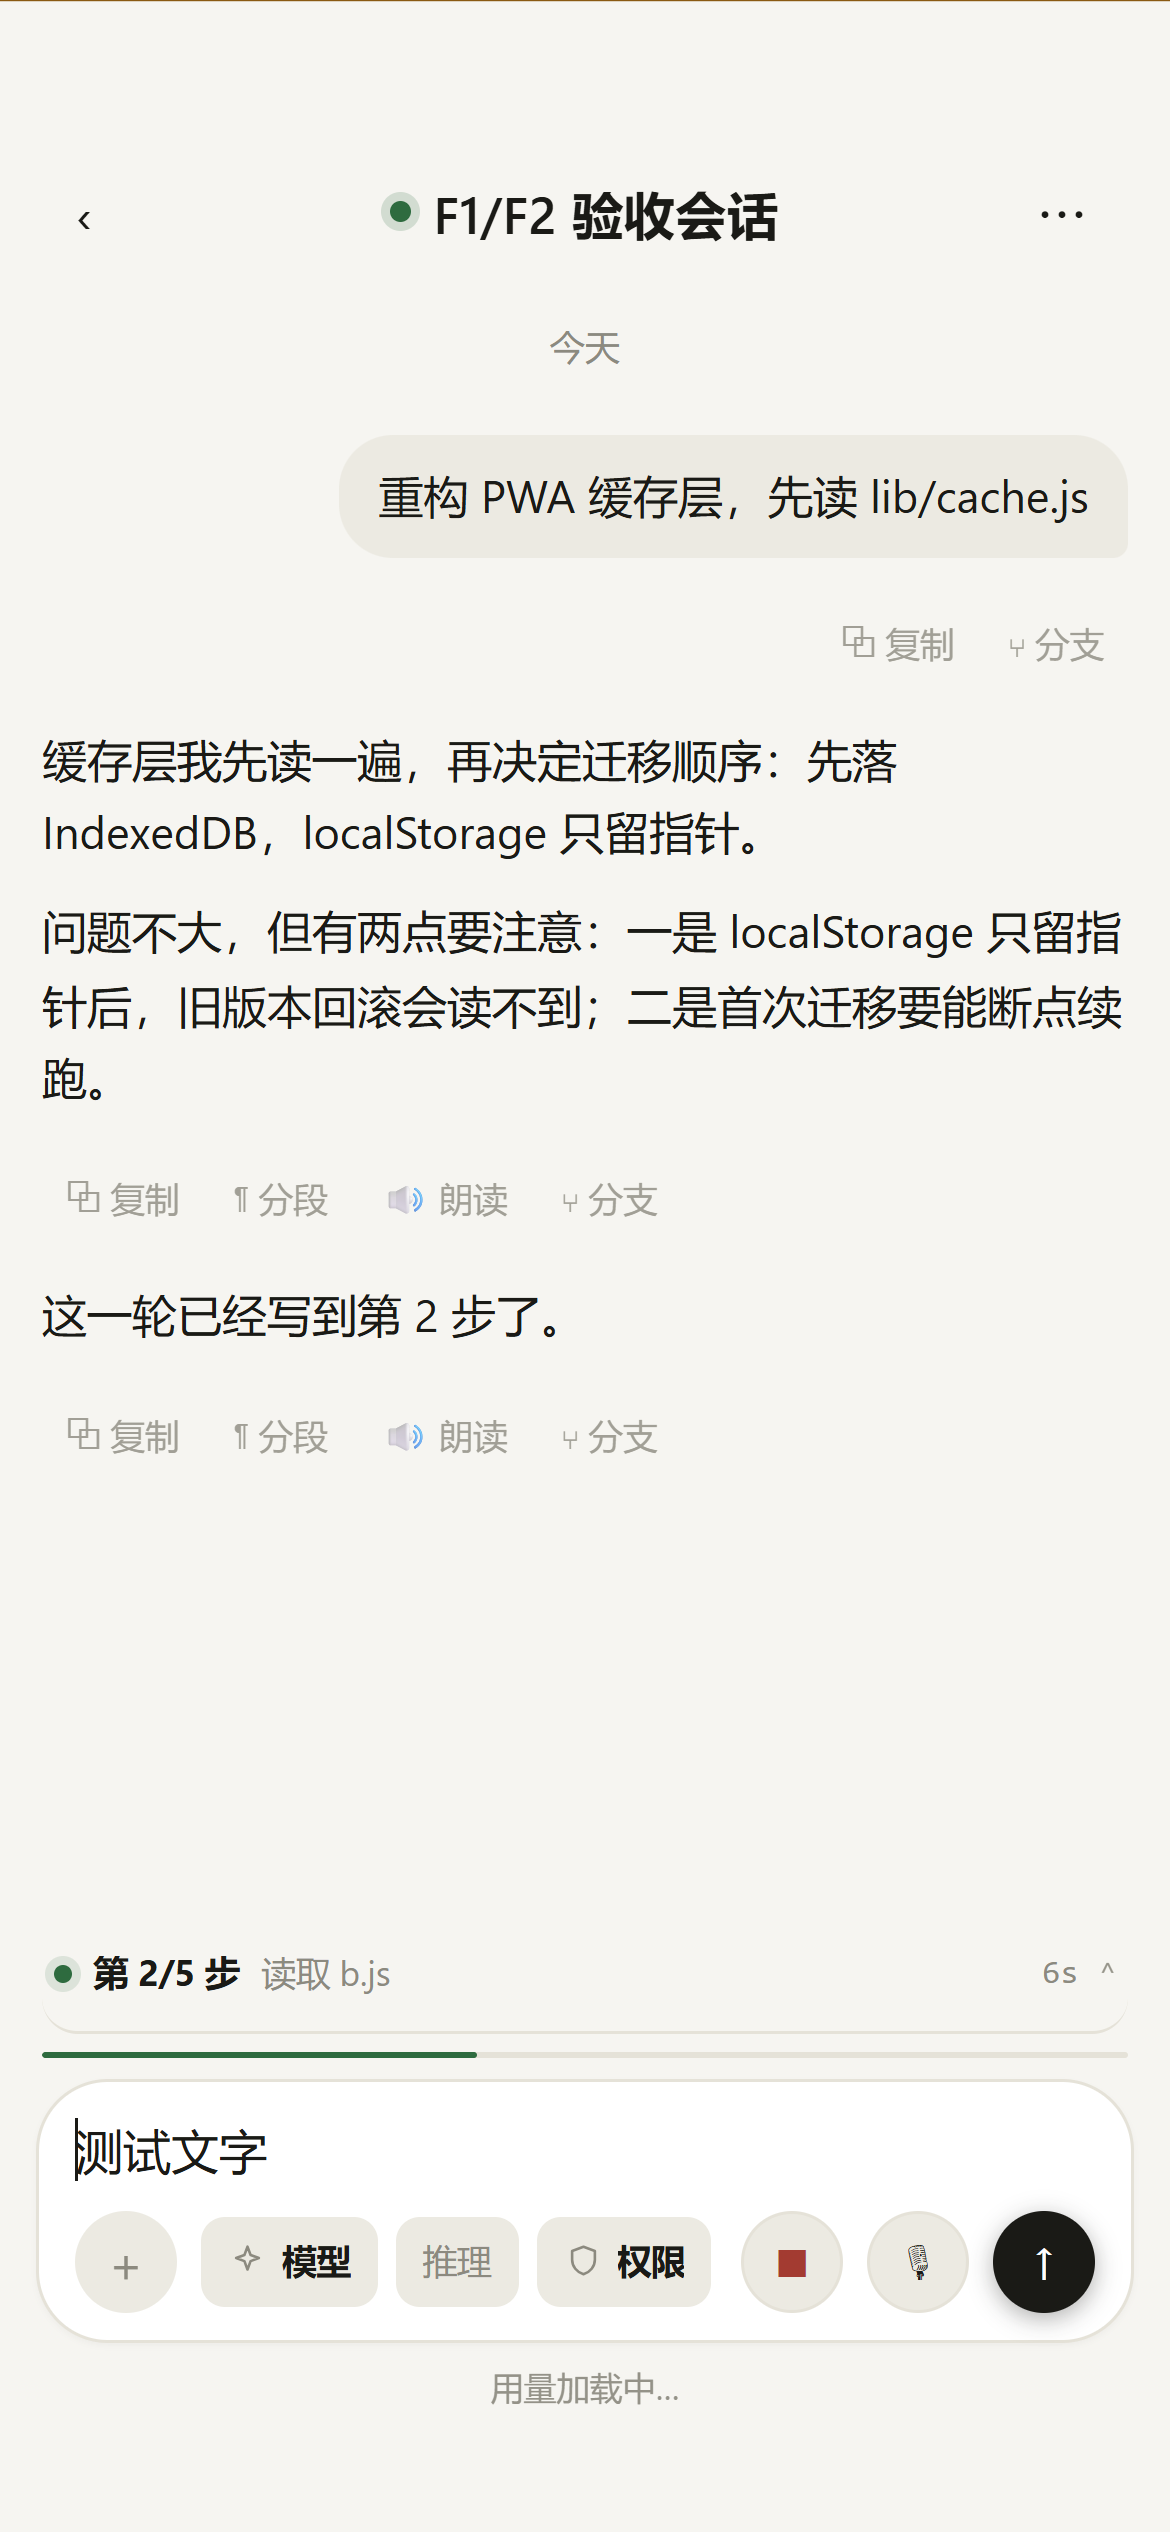 F1/F2 验收会话
今天
重构 PWA 缓存层，先读 lib/cache.js
复制 分支
缓存层我先读一遍，再决定迁移顺序：先落
IndexedDB，localStorage 只留指针。
问题不大，但有两点要注意：一是 localStorage 只留指
针后，旧版本回滚会读不到；二是首次迁移要能断点续
跑。
复制 ¶ 分段 朗读 分支
这一轮已经写到第 2 步了。
复制 ¶ 分段 朗读 分支
第 2/5 步 读取 b.js 6s ^
测试文字
+ 模型 推理 权限 ↑
用量加载中...